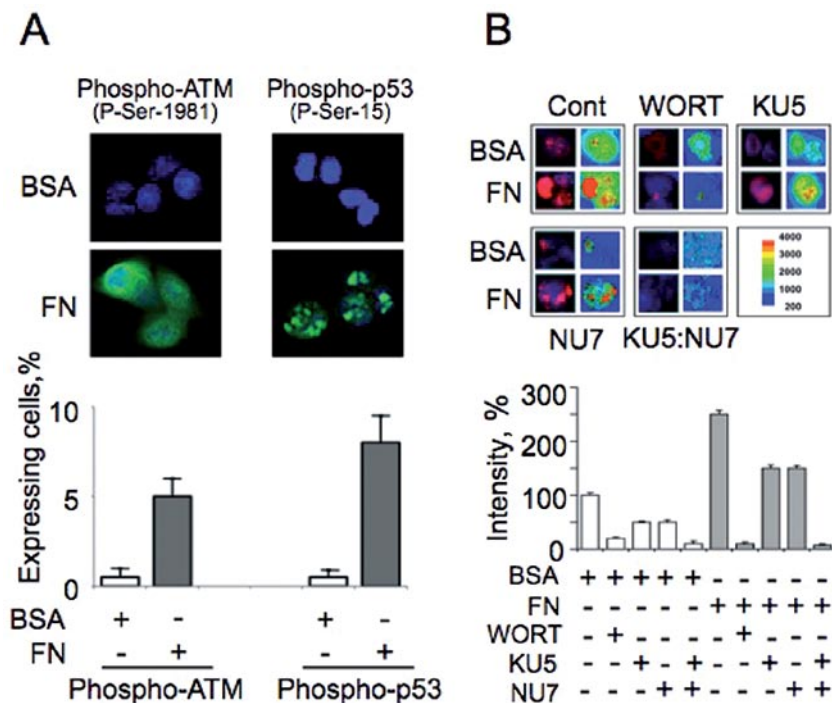 A
Phospho-ATM
(P-Ser-1981)
Phospho-p53
(P-Ser-15)
BSA
FN
Expressing cells,%
10
5
0
BSA + - + -
FN - + - +
Phospho-ATM Phospho-p53
B
Cont WORT KU5
BSA
FN
BSA
FN
4000
2000
1000
200
NU7 KU5:NU7
Intensity, %
300
100
0
BSA + + + + + - - - - -
FN - - - - - + + + + +
WORT - + - - - - + - - -
KU5 - - + - + - - + - +
NU7 - - - + + - - - + +